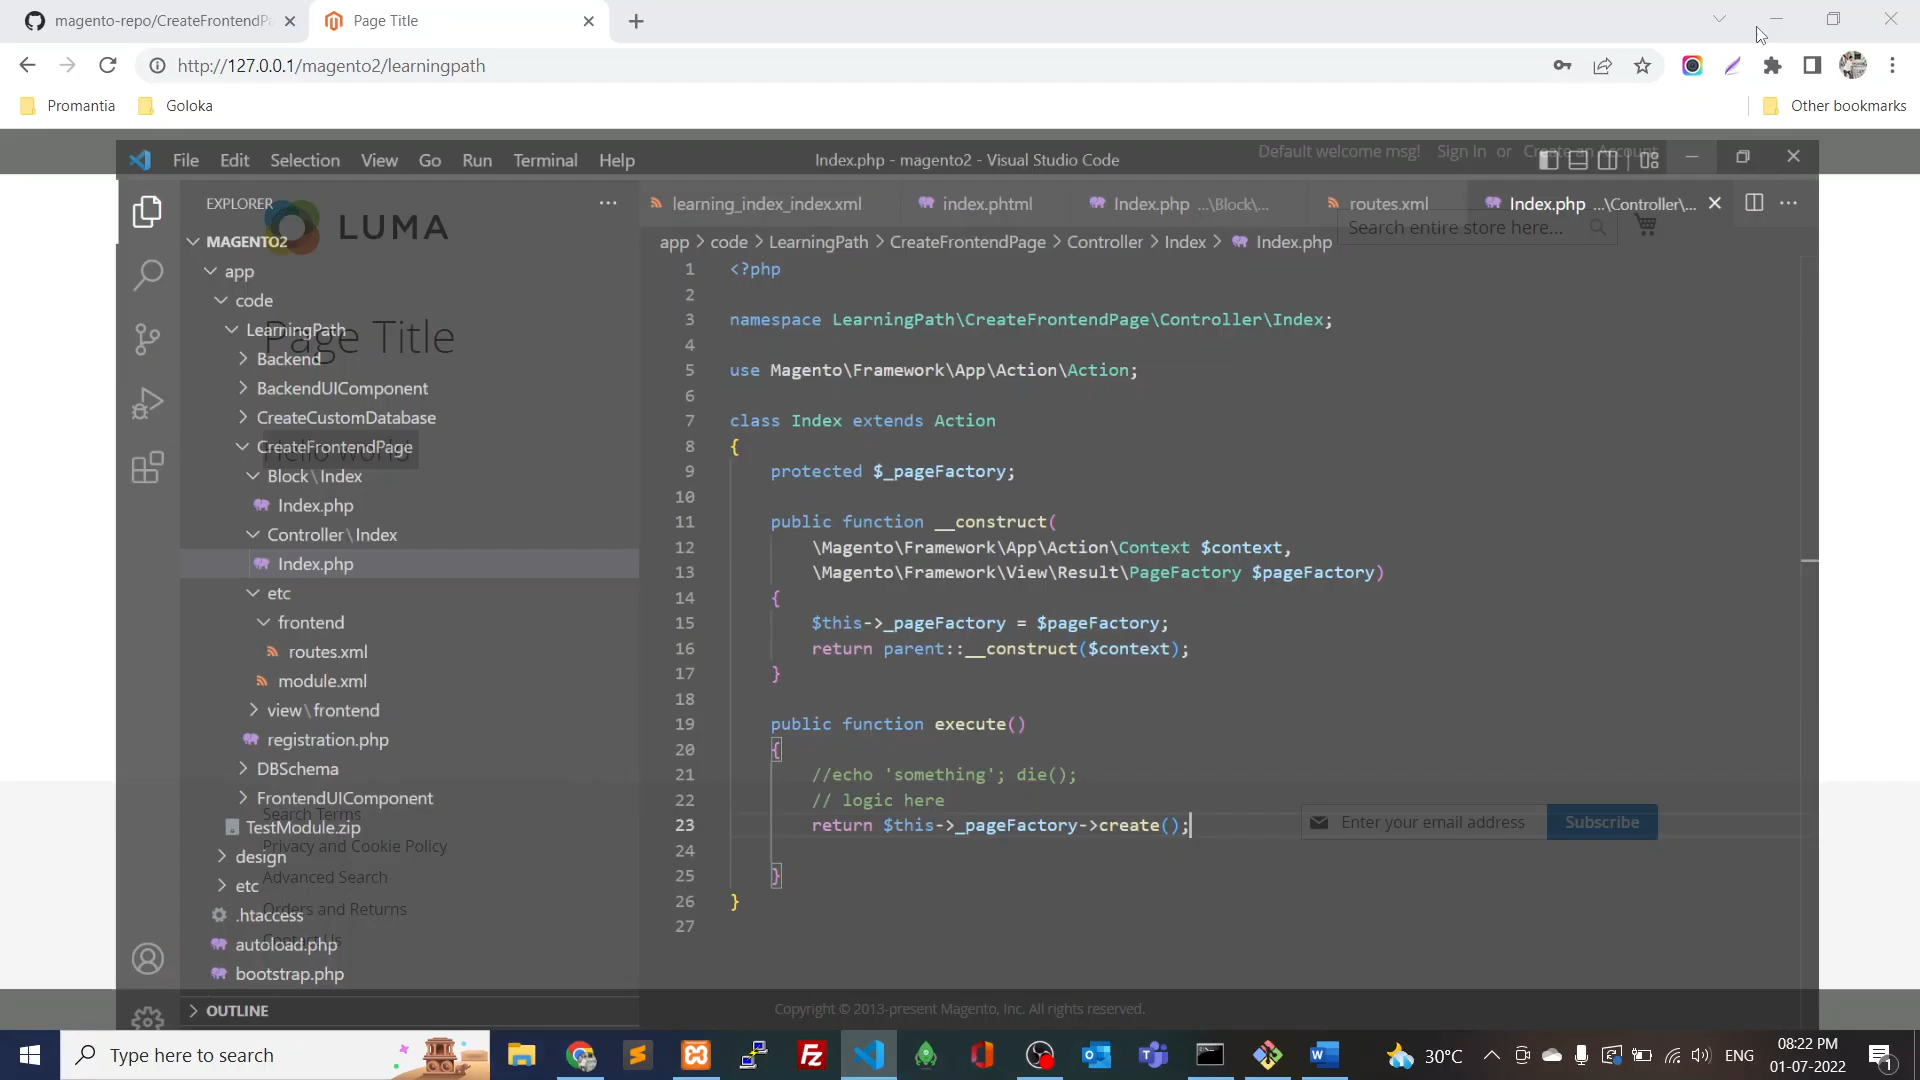 magento-repo/CreateFrontendPa
Page Title
http://127.0.0.1/magento2/learningpath
Promantia
Goloka
Other bookmarks
File Edit Selection View Go Run Terminal Help
Index.php - magento2 - Visual Studio Code
Default welcome msg! Sign In or Create an Account
EXPLORER
learning_index_index.xml
index.phtml
Index.php ...\Block\...
routes.xml
Index.php ...\Controller\...
LUMA
Search entire store here...
MAGENTO2
app > code > LearningPath > CreateFrontendPage > Controller > Index > Index.php
app
code
LearningPath
Page Title
Backend
BackendUIComponent
CreateCustomDatabase
CreateFrontendPage
Block\Index
Index.php
Controller\Index
Index.php
etc
frontend
routes.xml
module.xml
view\frontend
registration.php
DBSchema
FrontendUIComponent
Search Terms
TestModule.zip
Privacy and Cookie Policy
design
Advanced Search
etc
Orders and Returns
.htaccess
autoload.php
bootstrap.php
OUTLINE
1 <?php
2
3 namespace LearningPath\CreateFrontendPage\Controller\Index;
4
5 use Magento\Framework\App\Action\Action;
6
7 class Index extends Action
8 {
9 protected $_pageFactory;
10
11 public function __construct(
12 \Magento\Framework\App\Action\Context $context,
13 \Magento\Framework\View\Result\PageFactory $pageFactory)
14 {
15 $this->_pageFactory = $pageFactory;
16 return parent::__construct($context);
17 }
18
19 public function execute()
20 {
21 //echo 'something'; die();
22 // logic here
23 return $this->_pageFactory->create();
24
25 }
26 }
27
Enter your email address
Subscribe
Copyright © 2013-present Magento, Inc. All rights reserved.
Type here to search
30°C
ENG
08:22 PM
01-07-2022
1